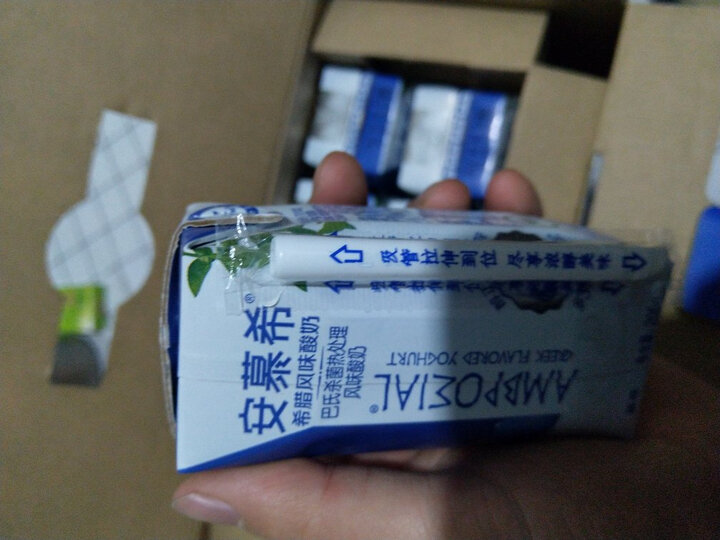 吸管拉伸到位 尽享浓醇美味
安慕希®
希腊风味酸奶
巴氏杀菌热处理
风味酸奶
AMBPOMIAL®
GREEK FLAVORED YOGHURT